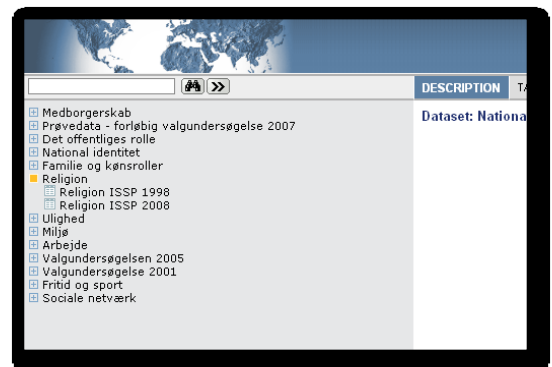 DESCRIPTION
Dataset:
Medborgerskab
Prøvedata - forløbig valgundersøgelse 2007
Det offentliges rolle
National identitet
Familie og kønsroller
Religion
Religion ISSP 1998
Religion ISSP 2008
Ulighed
Miljø
Arbejde
Valgundersøgelsen 2005
Valgundersøgelse 2001
Fritid og sport
Sociale netværk